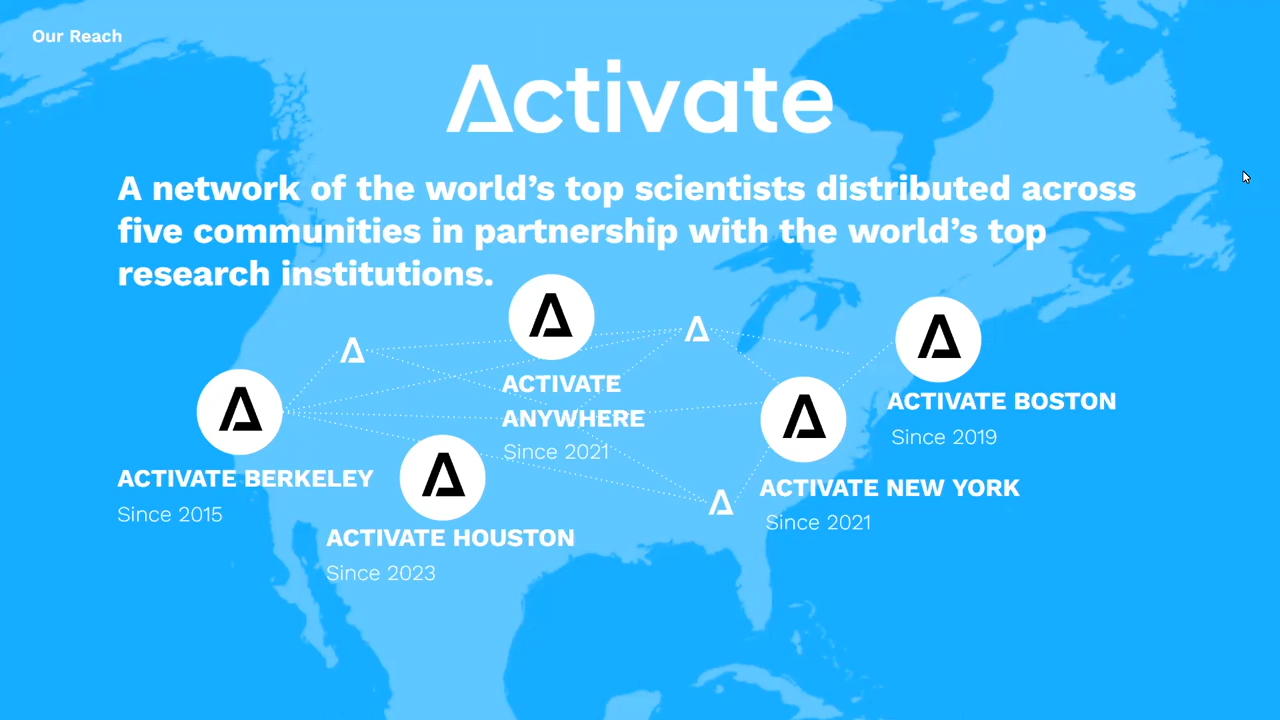 Our Reach
Activate
A network of the world’s top scientists distributed across
five communities in partnership with the world’s top
research institutions.
ACTIVATE
ANYWHERE
Since 2021
ACTIVATE BOSTON
Since 2019
ACTIVATE BERKELEY
Since 2015
ACTIVATE NEW YORK
Since 2021
ACTIVATE HOUSTON
Since 2023